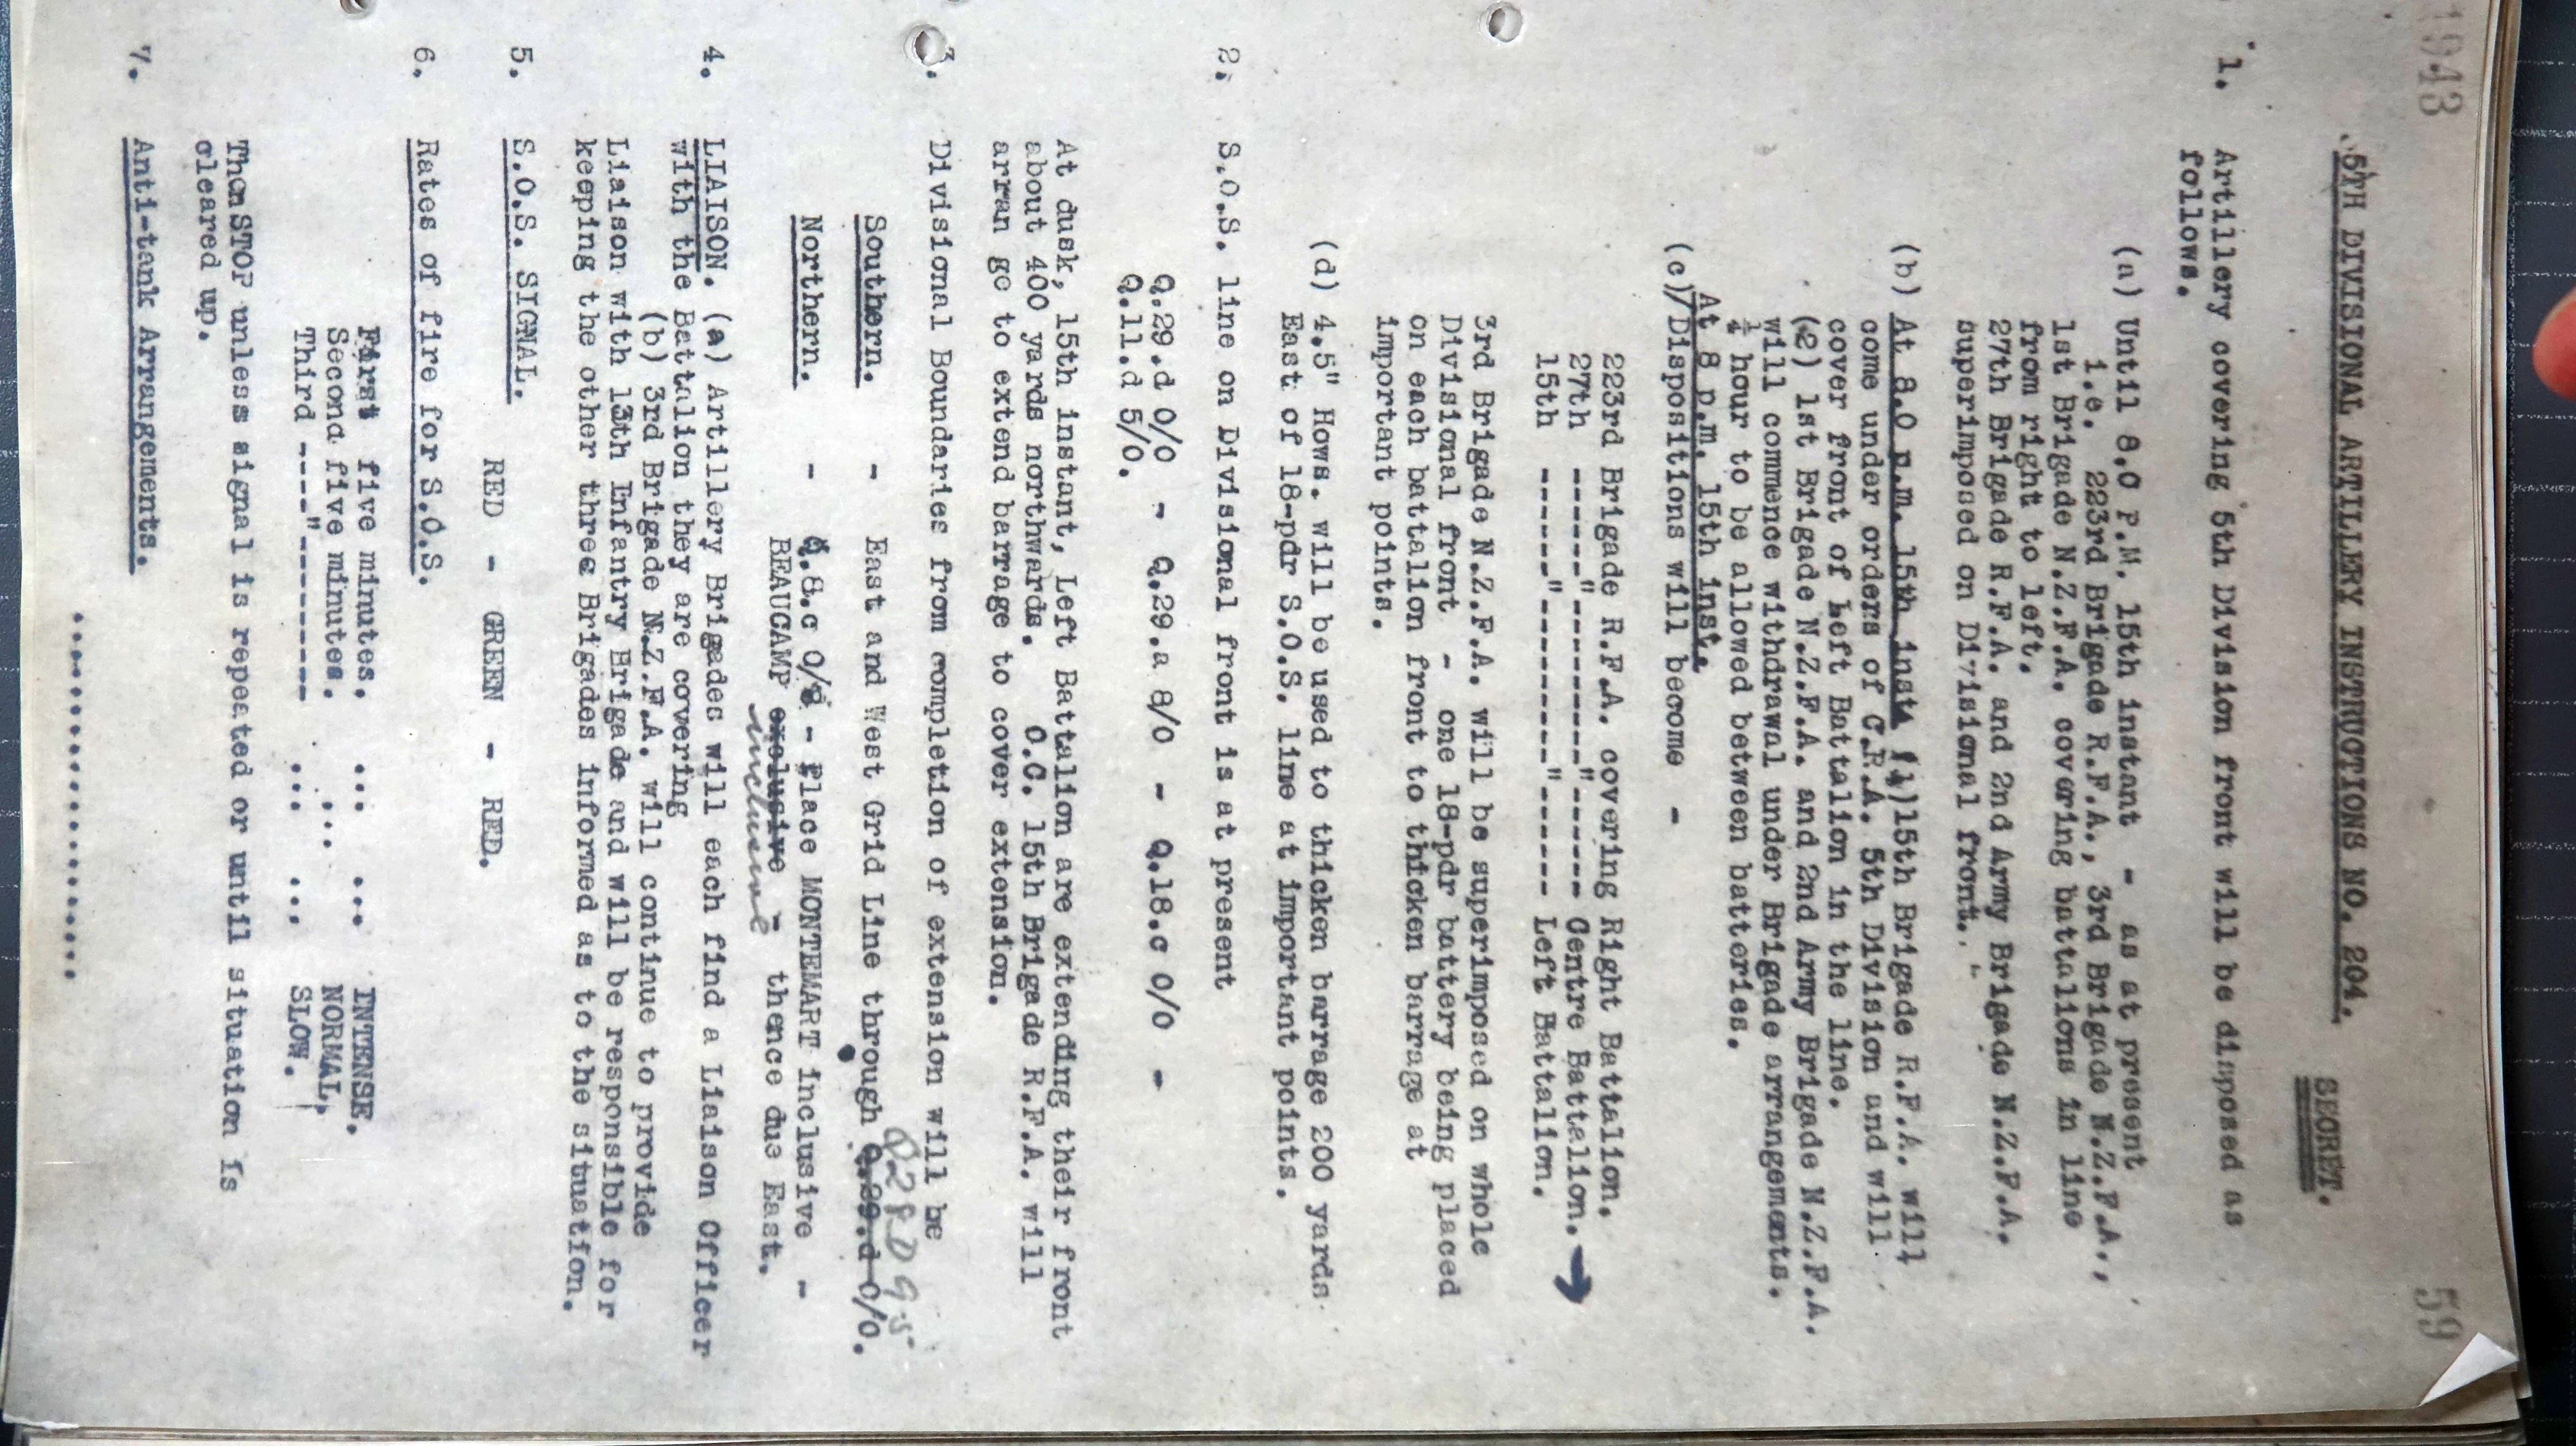 1943
59
5TH DIVISIONAL ARTILLERY INSTRUCTIONS NO. 204.
SECRET.
1. Artillery covering 5th Division front will be disposed as
follows.
(a) Until 8.0 P.M. 15th instant - as at present
i.e. 223rd Brigade R.F.A., 3rd Brigade N.Z.F.A.,
1st Brigade N.Z.F.A. covering battalions in line
from right to left.
27th Brigade R.F.A. and 2nd Army Brigade N.Z.F.A.
superimposed on Divisional front.
(b) At 8.0 p.m. 15th inst. (1) 15th Brigade R.F.A. will
come under orders of C.R.A. 5th Division and will
cover front of Left Battalion in the line.
(2) 1st Brigade N.Z.F.A. and 2nd Army Brigade N.Z.F.A.
will commence withdrawal under Brigade arrangements.
½ hour to be allowed between batteries.
At 8 p.m. 15th inst.
(c)/Dispositions will become -
223rd Brigade R.F.A. covering Right Battalion.
27th ------"----------"------ Centre Battalion.
15th ------"----------"------ Left Battalion.
3rd Brigade N.Z.F.A. will be superimposed on whole
Divisional front - one 18-pdr battery being placed
on each battalion front to thicken barrage at
important points.
(d) 4.5" Hows. will be used to thicken barrage 200 yards
East of 18-pdr S.O.S. line at important points.
2. S.O.S. line on Divisional front is at present
Q.29.d 0/0 - Q.29.a 8/0 - Q.18.c 0/0 -
Q.11.d 5/0.
At dusk, 15th instant, Left Battalion are extending their front
about 400 yards northwards. O.C. 15th Brigade R.F.A. will
arran ge to extend barrage to cover extension.
3. Divisional Boundaries from completion of extension will be
Q28D95
Southern. - East and West Grid Line through Q.29.d 0/0.
Northern. - Q.8.c 0/8 - Place MONTEMART inclusive -
BEAUCAMP exclusive - thence due East.
inclusive
4. LIAISON. (a) Artillery Brigades will each find a Liaison Officer
with the Battalion they are covering
(b) 3rd Brigade N.Z.F.A. will continue to provide
Liaison with 13th Infantry Brigade and will be responsible for
keeping the other three Brigades informed as to the situation.
5. S.O.S. SIGNAL.
RED - GREEN - RED.
6. Rates of fire for S.O.S.
First five minutes. ... ... INTENSE.
Second five minutes. ... NORMAL.
Third ----"--------- ... ... SLOW.
Then STOP unless signal is repeated or until situation is
cleared up.
7. Anti-tank Arrangements.
......................